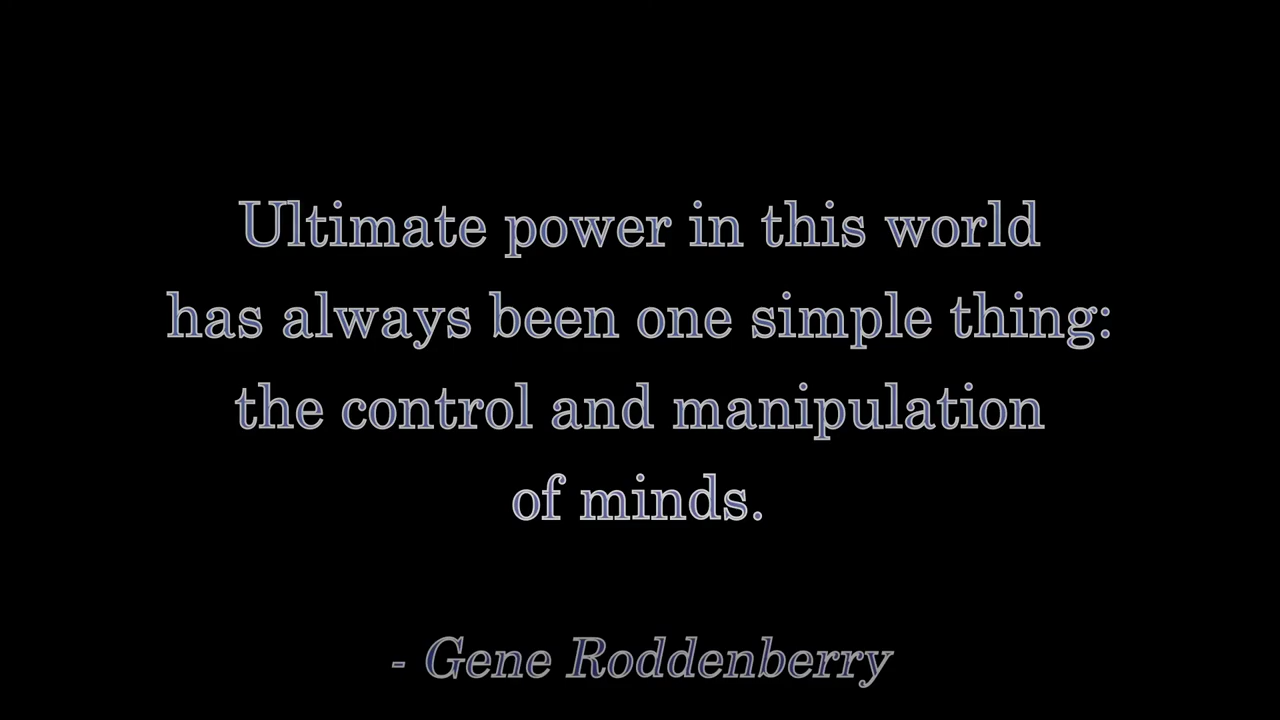 Ultimate power in this world
has always been one simple thing:
the control and manipulation
of minds.
- Gene Roddenberry